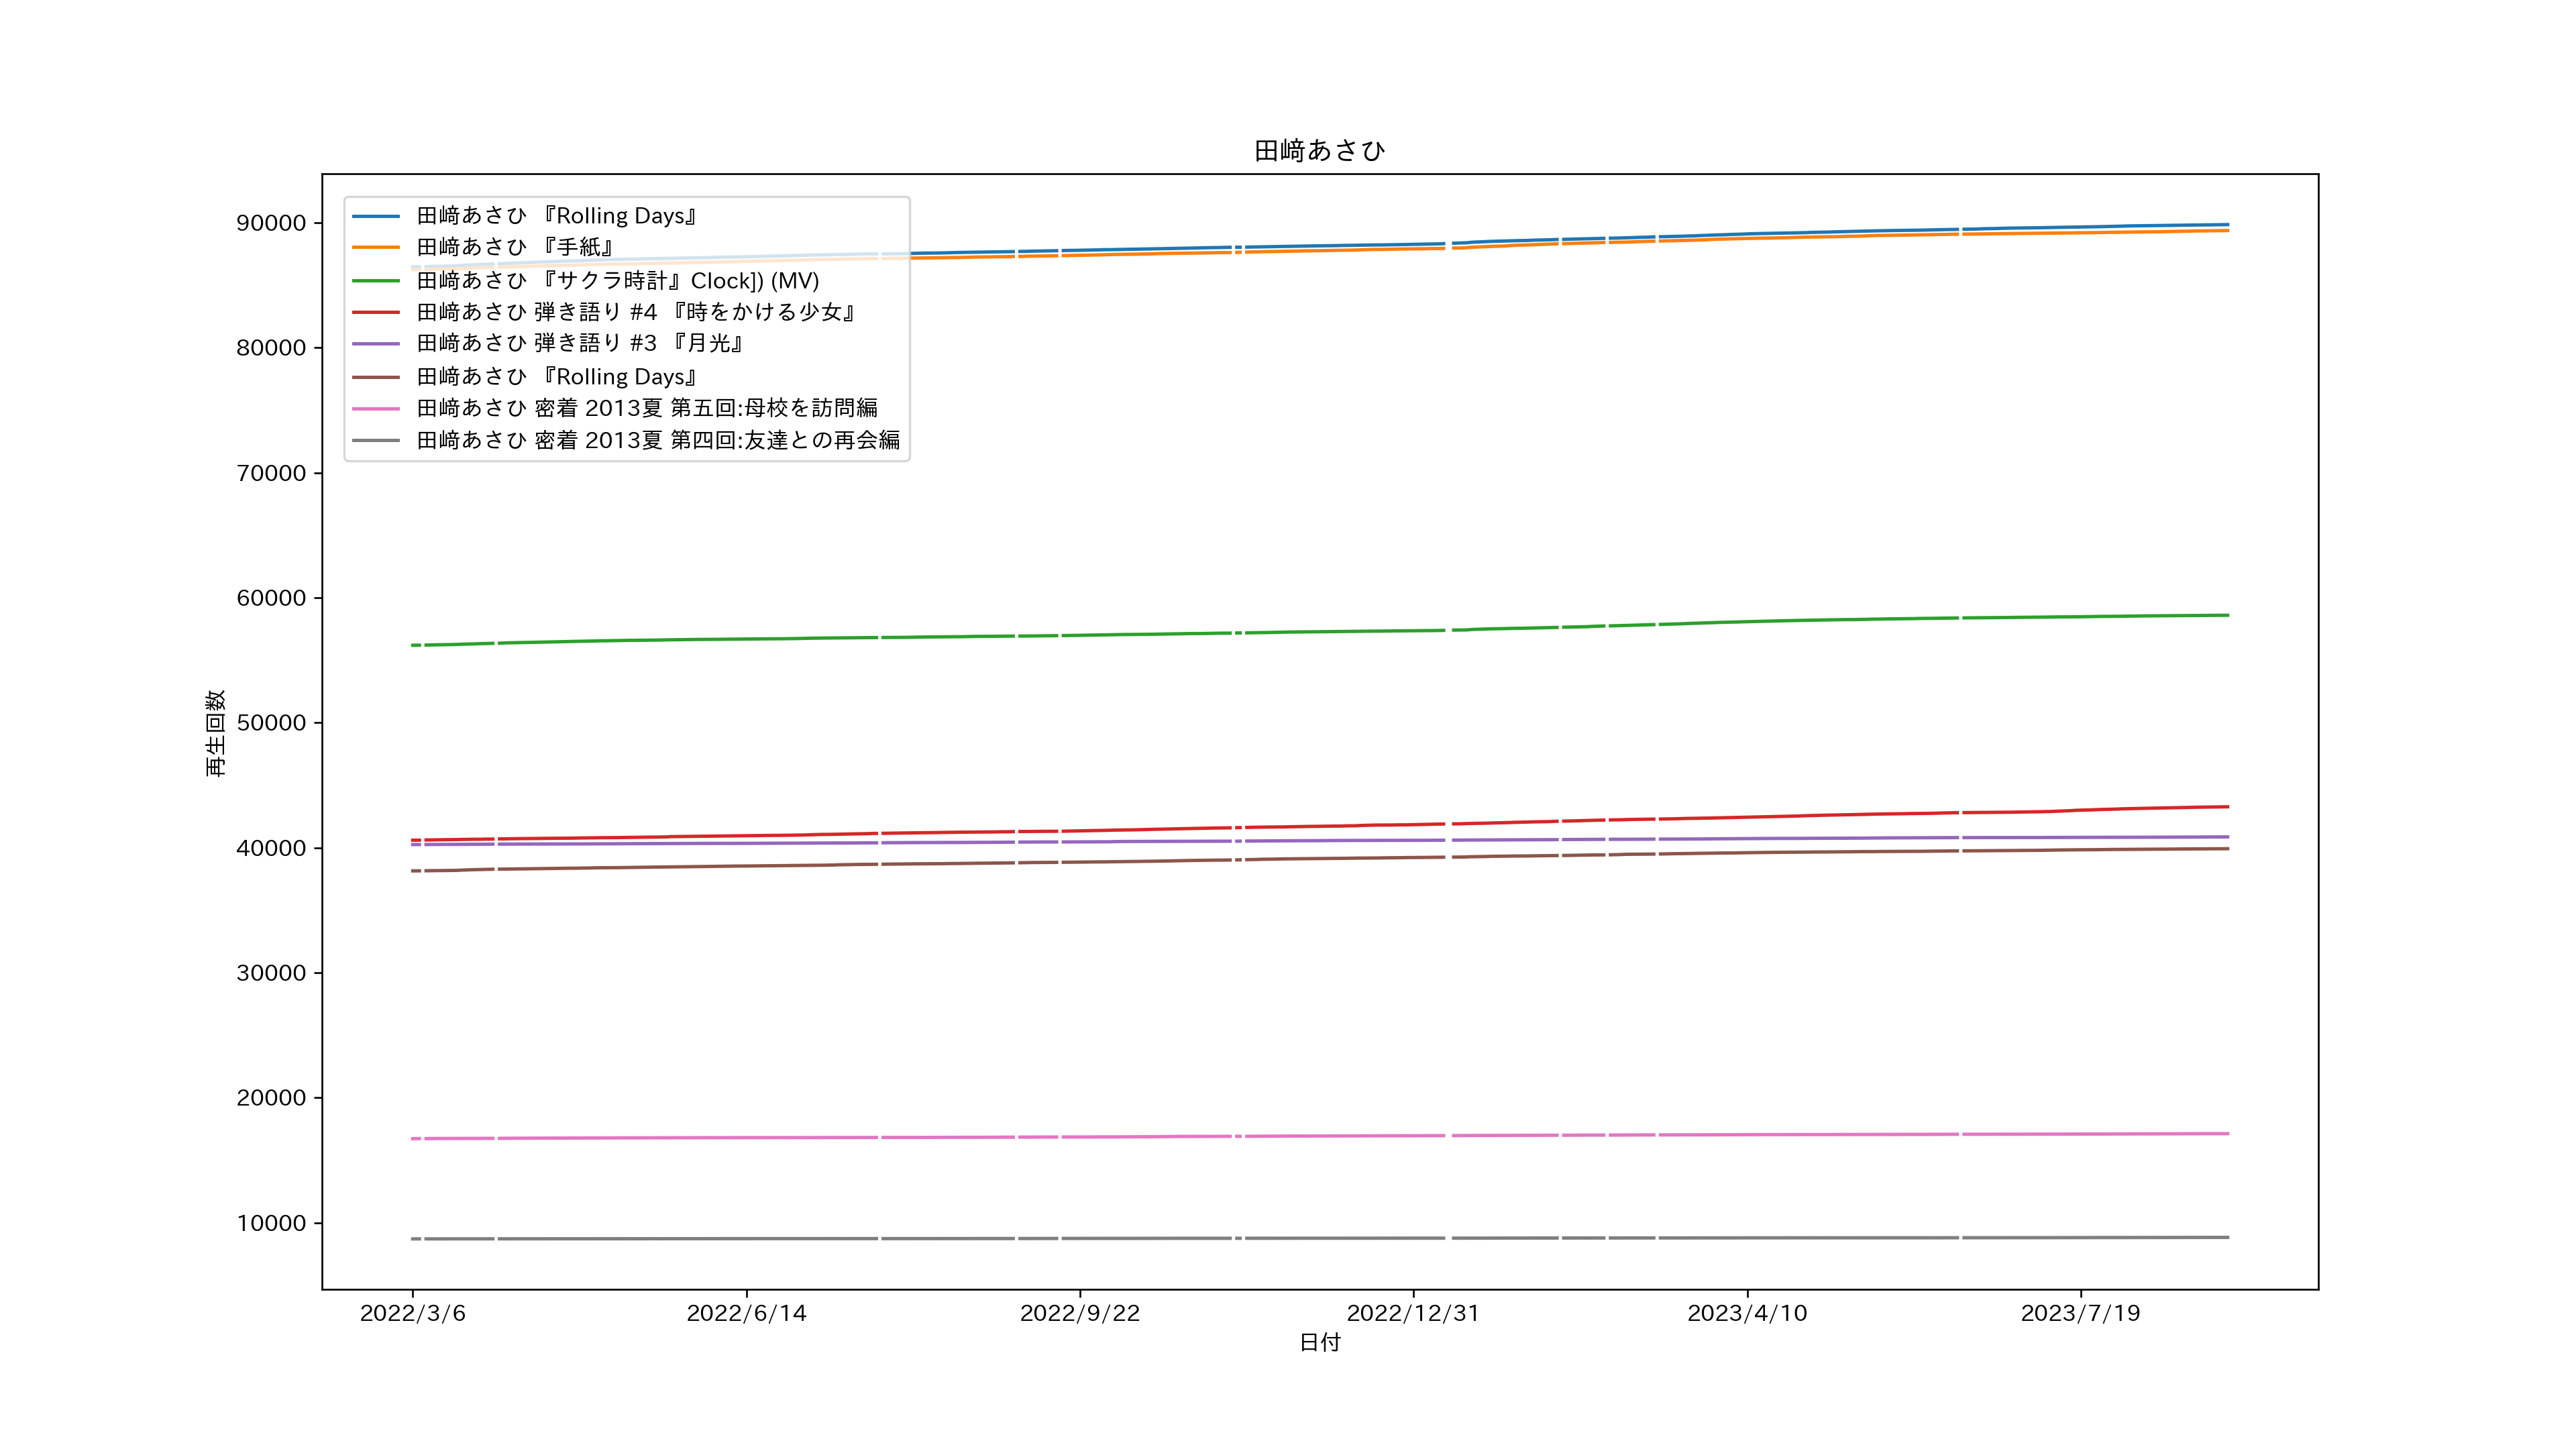 田﨑あさひ
田﨑あさひ 『Rolling Days』
田﨑あさひ 『手紙』
田﨑あさひ 『サクラ時計』Clock]) (MV)
田﨑あさひ 弾き語り #4 『時をかける少女』
田﨑あさひ 弾き語り #3 『月光』
田﨑あさひ 『Rolling Days』
田﨑あさひ 密着 2013夏 第五回:母校を訪問編
田﨑あさひ 密着 2013夏 第四回:友達との再会編
90000
80000
70000
60000
50000
40000
30000
20000
10000
再生回数
2022/3/6 2022/6/14 2022/9/22 2022/12/31 2023/4/10 2023/7/19
日付